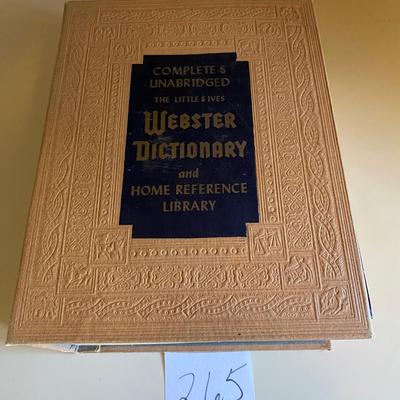 COMPLETE &
UNABRIDGED
THE LITTLE & IVES
WEBSTER
DICTIONARY
and
HOME REFERENCE
LIBRARY
265